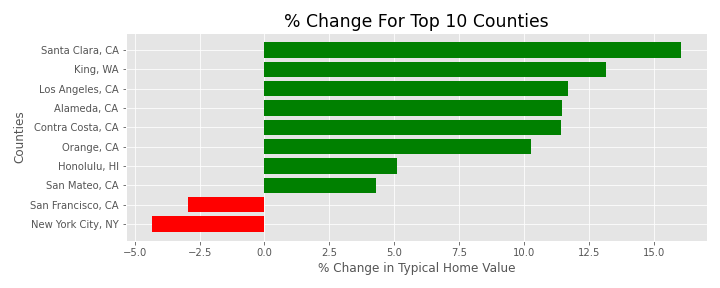 % Change For Top 10 Counties
Santa Clara, CA
King, WA
Los Angeles, CA
Alameda, CA
Contra Costa, CA
Orange, CA
Honolulu, HI
San Mateo, CA
San Francisco, CA
New York City, NY
Counties
−5.0 −2.5 0.0 2.5 5.0 7.5 10.0 12.5 15.0
% Change in Typical Home Value